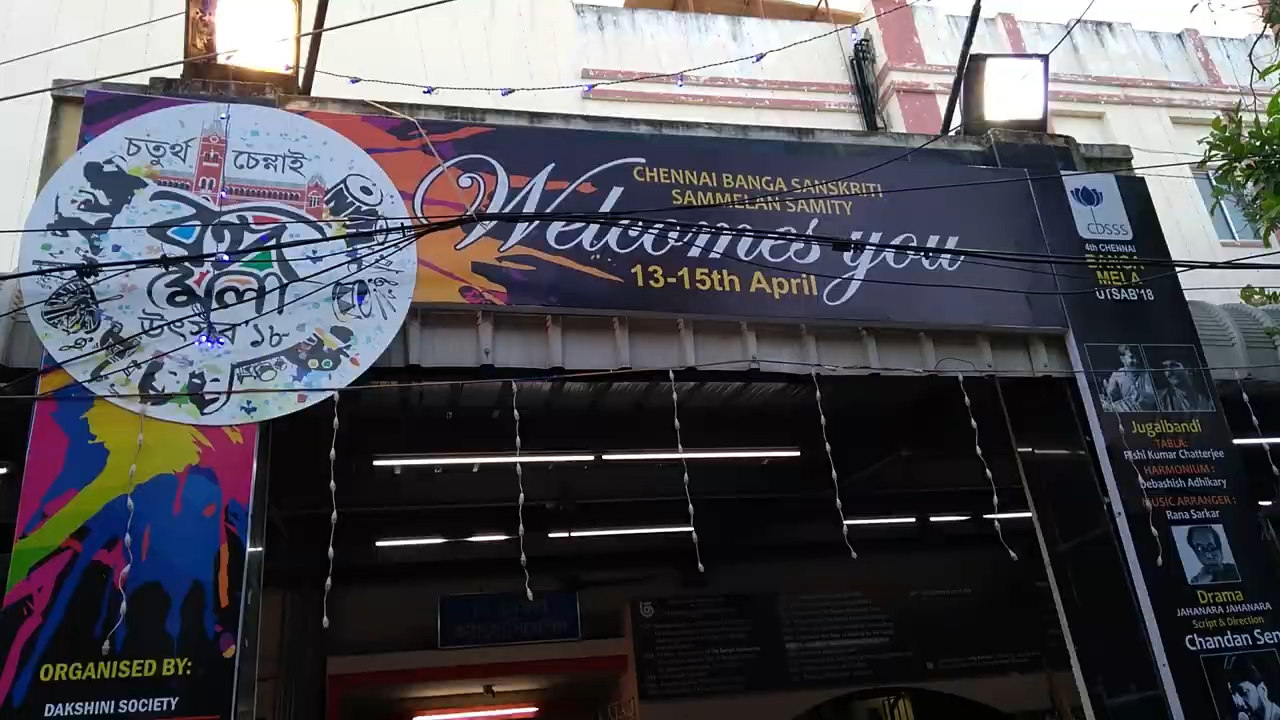 চতুর্থ চেন্নাই
বঙ্গ
মেলা
উৎসব ১৮
CHENNAI BANGA SANSKRITI
SAMMELAN SAMITY
Welcomes you
13-15th April
CDSSS
4th CHENNAI
BANGA
MELA
UTSAB'18
Jugalbandi
TABLA:
Rishi Kumar Chatterjee
HARMONIUM :
Debashish Adhikary
MUSIC ARRANGER :
Rana Sarkar
Drama
JAHANARA JAHANARA
Script & Direction
Chandan Sen
ORGANISED BY:
DAKSHINI SOCIETY